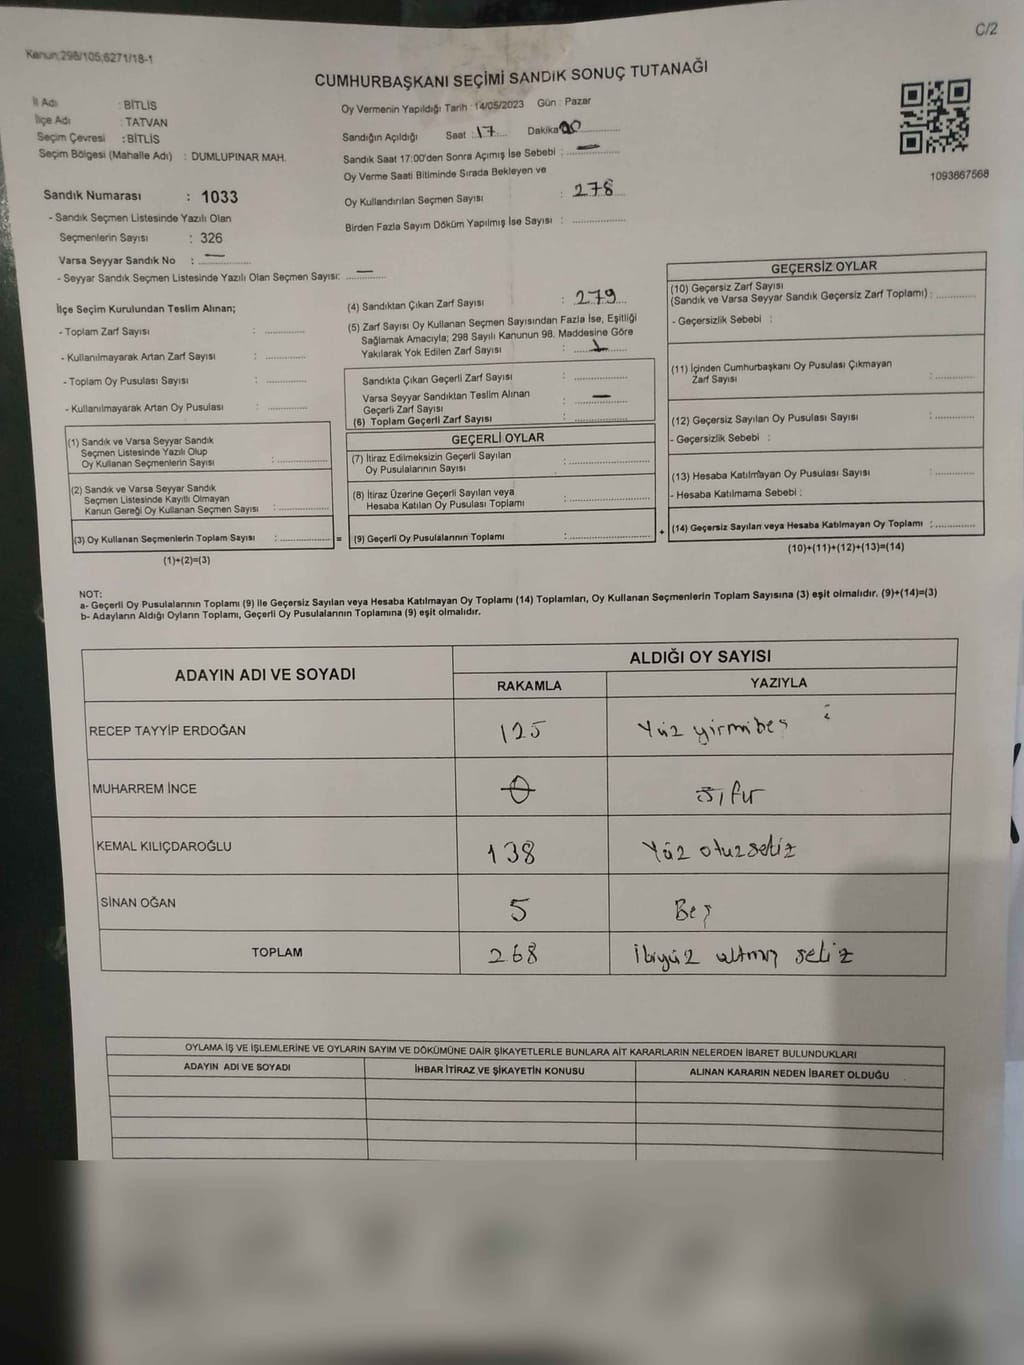 C/2
Kanun;298/105;6271/18-1
CUMHURBAŞKANI SEÇİMİ SANDIK SONUÇ TUTANAĞI
İl Adı : BİTLİS
İlçe Adı : TATVAN
Seçim Çevresi : BİTLİS
Seçim Bölgesi (Mahalle Adı) : DUMLUPINAR MAH.
Oy Vermenin Yapıldığı Tarih : 14/05/2023 Gün : Pazar
Sandığın Açıldığı Saat : 17 Dakika 00
Sandık Saat 17:00'den Sonra Açımış İse Sebebi : —
Oy Verme Saati Bitiminde Sırada Bekleyen ve
Oy Kullandırılan Seçmen Sayısı : 278
Birden Fazla Sayım Döküm Yapılmış İse Sayısı :
1093867568
Sandık Numarası : 1033
- Sandık Seçmen Listesinde Yazılı Olan
Seçmenlerin Sayısı : 326
Varsa Seyyar Sandık No : —
- Seyyar Sandık Seçmen Listesinde Yazılı Olan Seçmen Sayısı: —
İlçe Seçim Kurulundan Teslim Alınan;
- Toplam Zarf Sayısı :
- Kullanılmayarak Artan Zarf Sayısı :
- Toplam Oy Pusulası Sayısı :
- Kullanılmayarak Artan Oy Pusulası :
(4) Sandıktan Çıkan Zarf Sayısı : 279
(5) Zarf Sayısı Oy Kullanan Seçmen Sayısından Fazla İse, Eşitliği
Sağlamak Amacıyla; 298 Sayılı Kanunun 98. Maddesine Göre
Yakılarak Yok Edilen Zarf Sayısı : 1
Sandıkta Çıkan Geçerli Zarf Sayısı :
Varsa Seyyar Sandıktan Teslim Alınan
Geçerli Zarf Sayısı : —
(6) Toplam Geçerli Zarf Sayısı :
GEÇERSİZ OYLAR
(10) Geçersiz Zarf Sayısı
(Sandık ve Varsa Seyyar Sandık Geçersiz Zarf Toplamı) :
- Geçersizlik Sebebi :
(11) İçinden Cumhurbaşkanı Oy Pusulası Çıkmayan
Zarf Sayısı :
(12) Geçersiz Sayılan Oy Pusulası Sayısı :
- Geçersizlik Sebebi :
(13) Hesaba Katılmayan Oy Pusulası Sayısı :
- Hesaba Katılmama Sebebi :
(14) Geçersiz Sayılan veya Hesaba Katılmayan Oy Toplamı :
(10)+(11)+(12)+(13)=(14)
(1) Sandık ve Varsa Seyyar Sandık
Seçmen Listesinde Yazılı Olup
Oy Kullanan Seçmenlerin Sayısı :
(2) Sandık ve Varsa Seyyar Sandık
Seçmen Listesinde Kayıtlı Olmayan
Kanun Gereği Oy Kullanan Seçmen Sayısı :
(3) Oy Kullanan Seçmenlerin Toplam Sayısı : =
(1)+(2)=(3)
GEÇERLİ OYLAR
(7) İtiraz Edilmeksizin Geçerli Sayılan
Oy Pusulalarının Sayısı :
(8) İtiraz Üzerine Geçerli Sayılan veya
Hesaba Katılan Oy Pusulası Toplamı :
(9) Geçerli Oy Pusulalarının Toplamı : +
NOT:
a- Geçerli Oy Pusulalarının Toplamı (9) ile Geçersiz Sayılan veya Hesaba Katılmayan Oy Toplamı (14) Toplamları, Oy Kullanan Seçmenlerin Toplam Sayısına (3) eşit olmalıdır. (9)+(14)=(3)
b- Adayların Aldığı Oyların Toplamı, Geçerli Oy Pusulalarının Toplamına (9) eşit olmalıdır.
ADAYIN ADI VE SOYADI ALDIĞI OY SAYISI
RAKAMLA YAZIYLA
RECEP TAYYİP ERDOĞAN 125 Yüz yirmibeş
MUHARREM İNCE 0 Sıfır
KEMAL KILIÇDAROĞLU 138 Yüz otuzsekiz
SİNAN OĞAN 5 Beş
TOPLAM 268 İkiyüz altmış sekiz
OYLAMA İŞ VE İŞLEMLERİNE VE OYLARIN SAYIM VE DÖKÜMÜNE DAİR ŞİKAYETLERLE BUNLARA AİT KARARLARIN NELERDEN İBARET BULUNDUKLARI
ADAYIN ADI VE SOYADI İHBAR İTİRAZ VE ŞİKAYETİN KONUSU ALINAN KARARIN NEDEN İBARET OLDUĞU